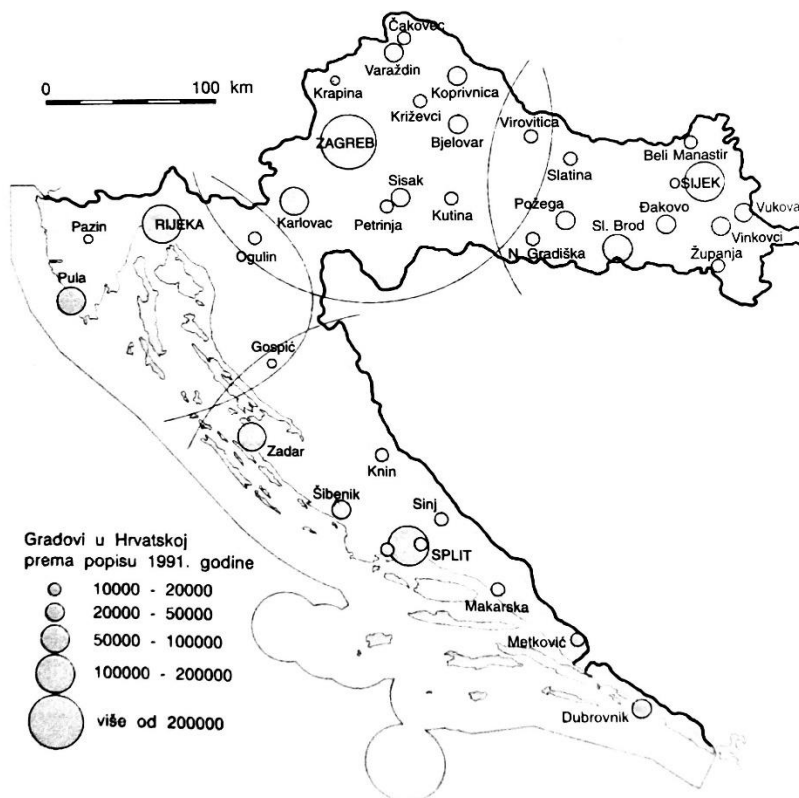 Čakovec
Varaždin
0 100 km
Krapina
Koprivnica
Križevci
Virovitica
ZAGREB
Bjelovar
Beli Manastir
Slatina
OSIJEK
Sisak
Požega
Đakovo
Vukova
Pazin
RIJEKA
Karlovac
Petrinja
Kutina
Sl. Brod
Vinkovci
Ogulin
N. Gradiška
Županja
Pula
Gospić
Zadar
Knin
Šibenik
Sinj
Gradovi u Hrvatskoj
prema popisu 1991. godine
SPLIT
10000 - 20000
20000 - 50000
Makarska
50000 - 100000
Metković
100000 - 200000
Dubrovnik
više od 200000